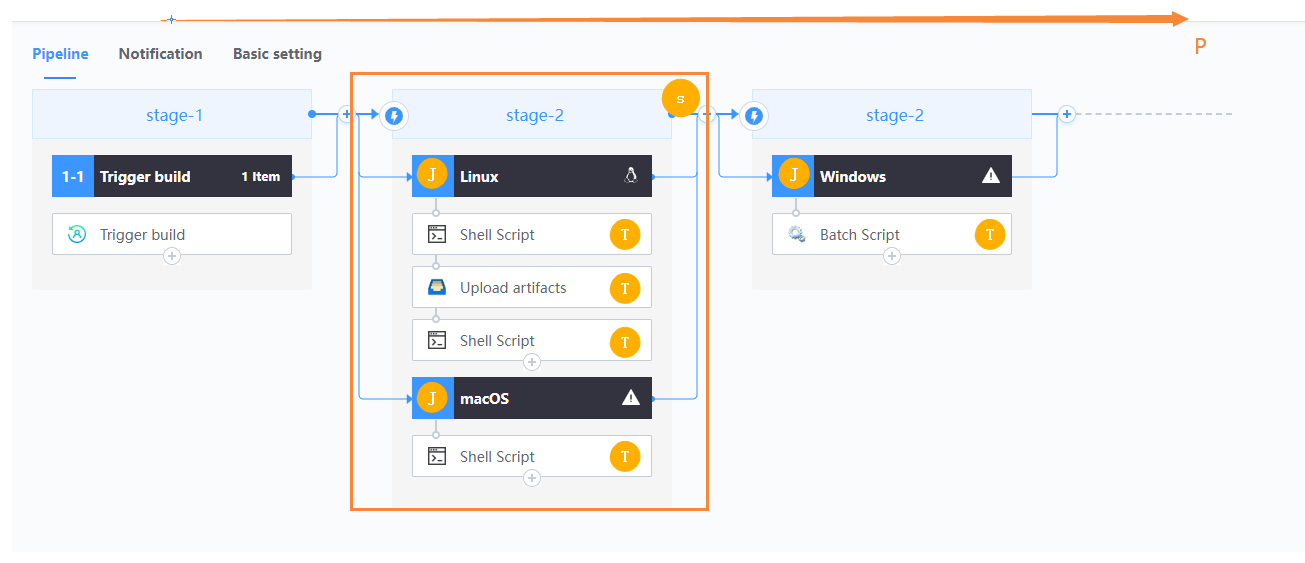 P
Pipeline Notification Basic setting
stage-1
s
stage-2
stage-2
1-1 Trigger build 1 Item
Trigger build
J Linux
Shell Script T
Upload artifacts T
Shell Script T
J macOS
Shell Script T
J Windows
Batch Script T